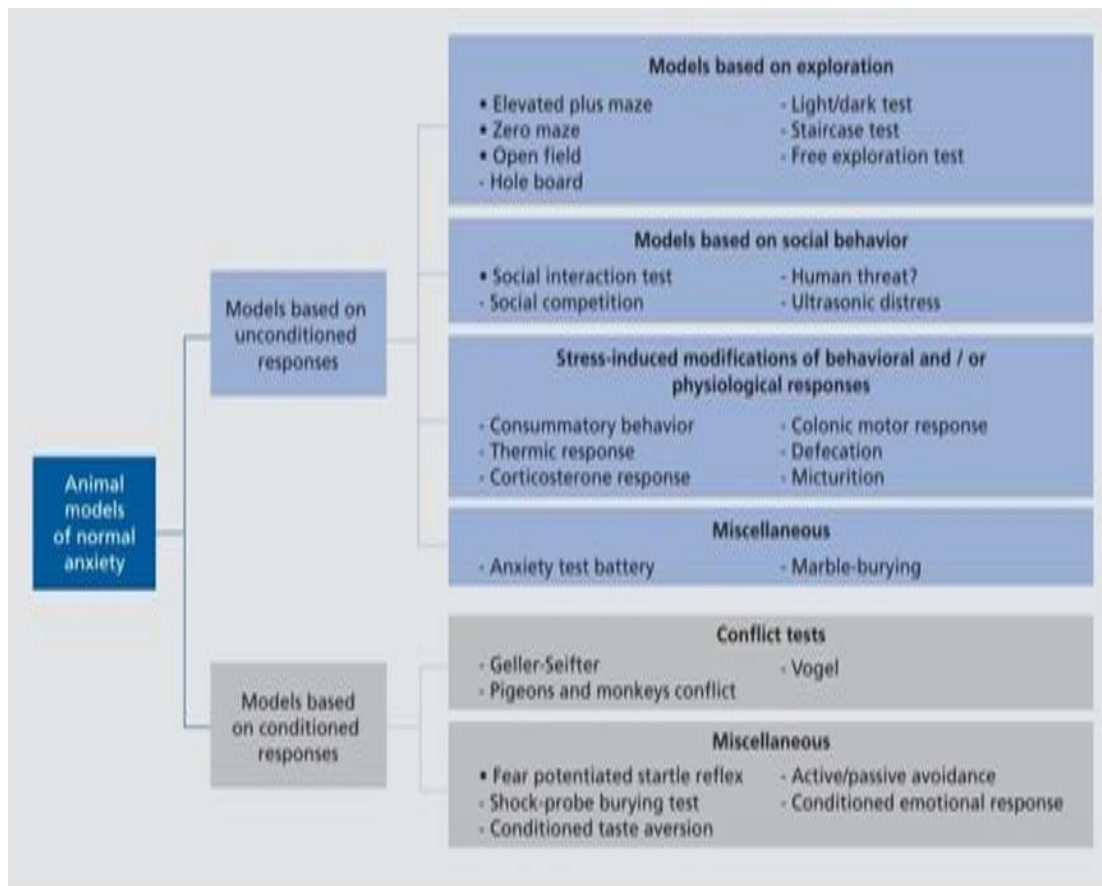 Animal
models
of normal
anxiety
Models based on
unconditioned
responses
Models based on exploration
• Elevated plus maze
• Zero maze
• Open field
- Hole board
- Light/dark test
- Staircase test
- Free exploration test
Models based on social behavior
• Social interaction test
- Social competition
- Human threat?
- Ultrasonic distress
Stress-induced modifications of behavioral and / or
physiological responses
- Consummatory behavior
- Thermic response
- Corticosterone response
- Colonic motor response
- Defecation
- Micturition
Miscellaneous
- Anxiety test battery
- Marble-burying
Models based
on conditioned
responses
Conflict tests
- Geller-Seifter
- Pigeons and monkeys conflict
- Vogel
Miscellaneous
• Fear potentiated startle reflex
- Shock-probe burying test
- Conditioned taste aversion
- Active/passive avoidance
- Conditioned emotional response